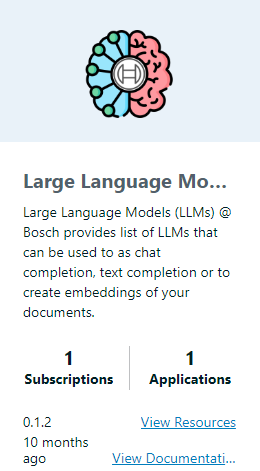 Large Language Mo...
Large Language Models (LLMs) @
Bosch provides list of LLMs that
can be used to as chat
completion, text completion or to
create embeddings of your
documents.
1 1
Subscriptions Applications
0.1.2 View Resources
10 months
ago View Documentati...